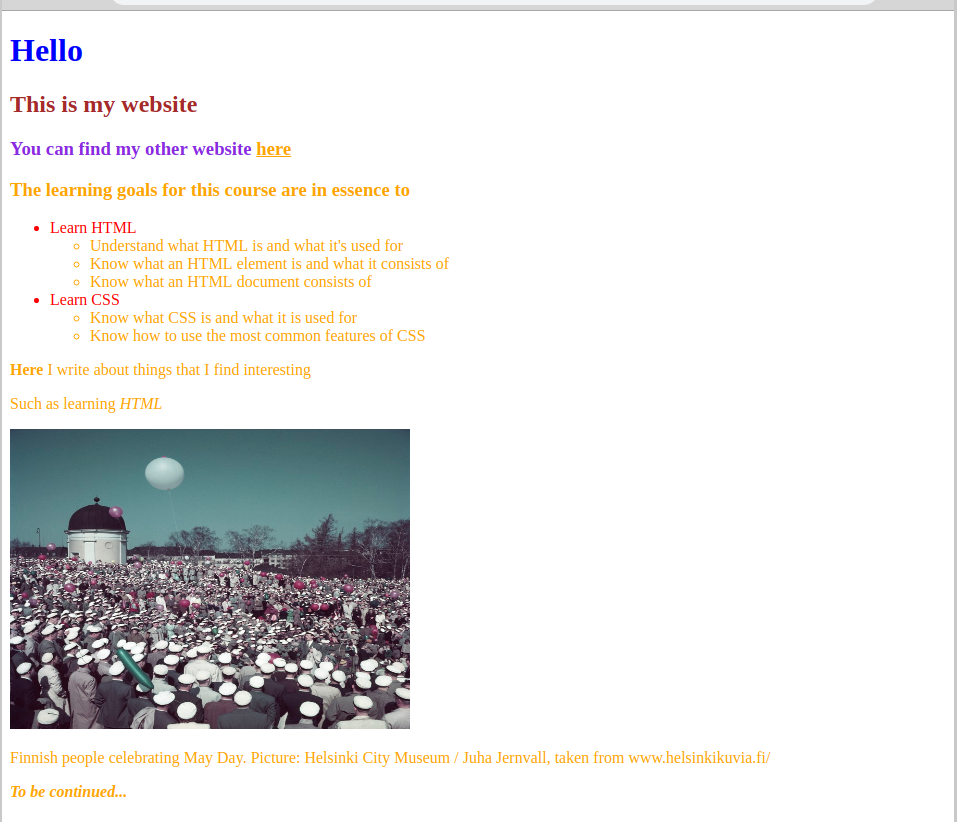 Hello
This is my website
You can find my other website here
The learning goals for this course are in essence to
Learn HTML
Understand what HTML is and what it's used for
Know what an HTML element is and what it consists of
Know what an HTML document consists of
Learn CSS
Know what CSS is and what it is used for
Know how to use the most common features of CSS
Here I write about things that I find interesting
Such as learning HTML
Finnish people celebrating May Day. Picture: Helsinki City Museum / Juha Jernvall, taken from www.helsinkikuvia.fi/
To be continued...